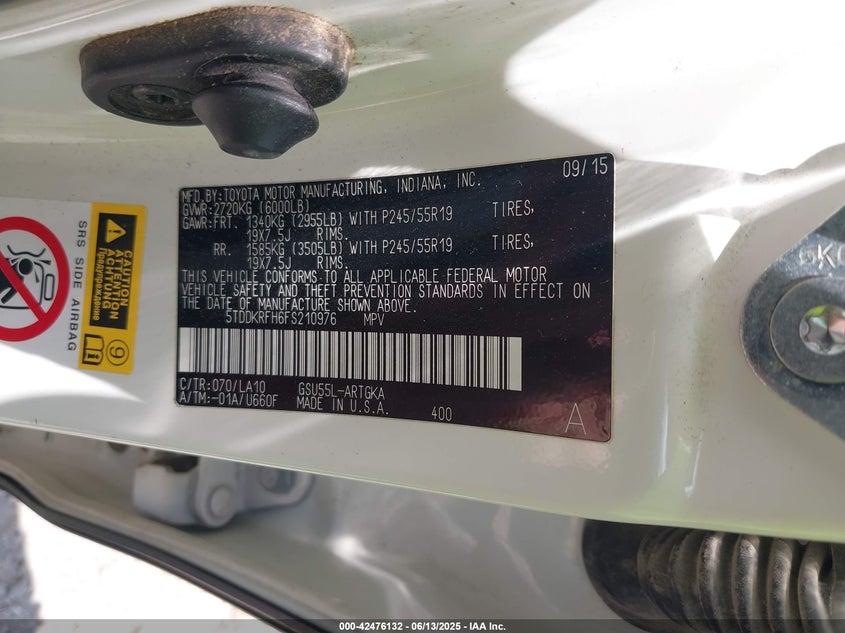 09/15
MFD.BY:TOYOTA MOTOR MANUFACTURING, INDIANA, INC.
GVWR:2720KG (6000LB)
GAWR:FRT. 1340KG (2955LB) WITH P245/55R19 TIRES,
19X7.5J RIMS.
RR. 1585KG (3505LB) WITH P245/55R19 TIRES,
19X7.5J RIMS.
THIS VEHICLE CONFORMS TO ALL APPLICABLE FEDERAL MOTOR
VEHICLE SAFETY AND THEFT PREVENTION STANDARDS IN EFFECT ON
THE DATE OF MANUFACTURE SHOWN ABOVE.
5TDDKRFH6FS210976 MPV
C/TR:070/LA10 GSU55L-ARTGKA
A/TM:-01A/U660F MADE IN U.S.A. 400
A
SRS SIDE AIRBAG
CAUTION
ATTENTION
ACHTUNG
Предупреждение
9
000-42476132 - 06/13/2025 - IAA Inc.